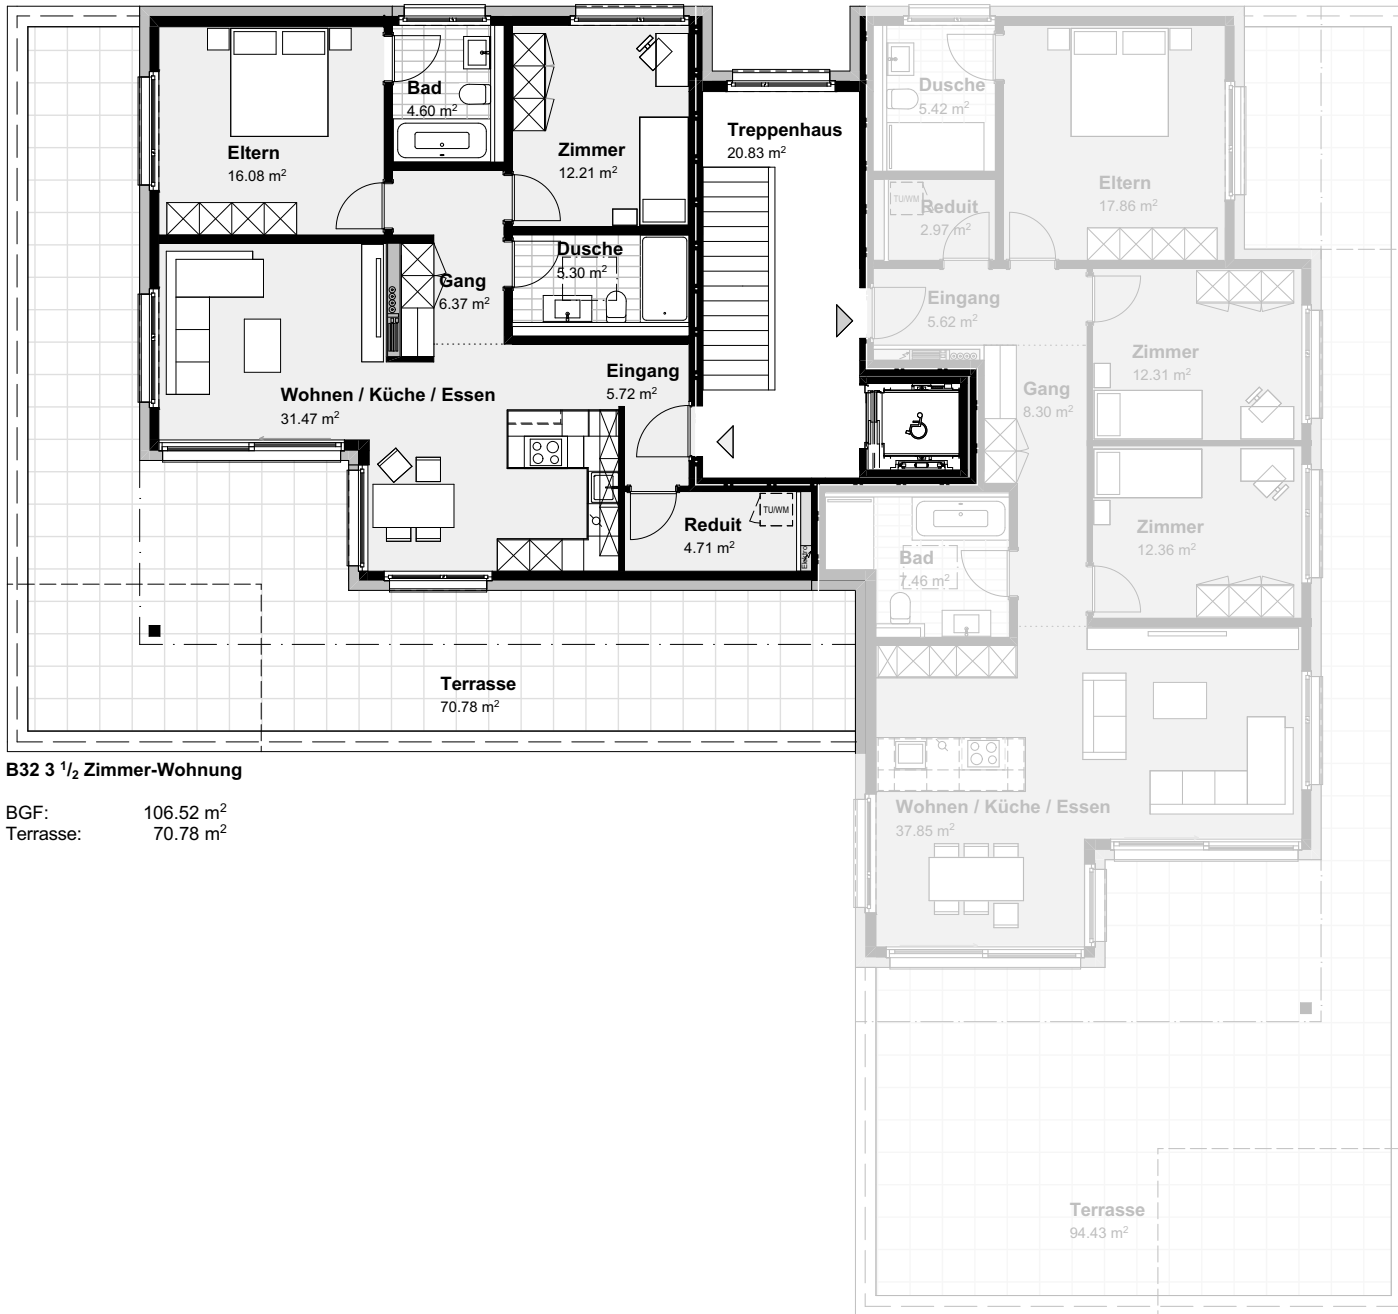 Bad
4.60 m²
Eltern
16.08 m²
Zimmer
12.21 m²
Treppenhaus
20.83 m²
Dusche
5.30 m²
Gang
6.37 m²
Wohnen / Küche / Essen
31.47 m²
Eingang
5.72 m²
Reduit
4.71 m²
TU/WM
Elektro
Terrasse
70.78 m²
Dusche
5.42 m²
Eltern
17.86 m²
TU/WM
Reduit
2.97 m²
Eingang
5.62 m²
Zimmer
12.31 m²
Gang
8.30 m²
Zimmer
12.36 m²
Bad
7.46 m²
Wohnen / Küche / Essen
37.85 m²
Terrasse
94.43 m²
B32 3 ¹/₂ Zimmer-Wohnung
BGF: 106.52 m²
Terrasse: 70.78 m²